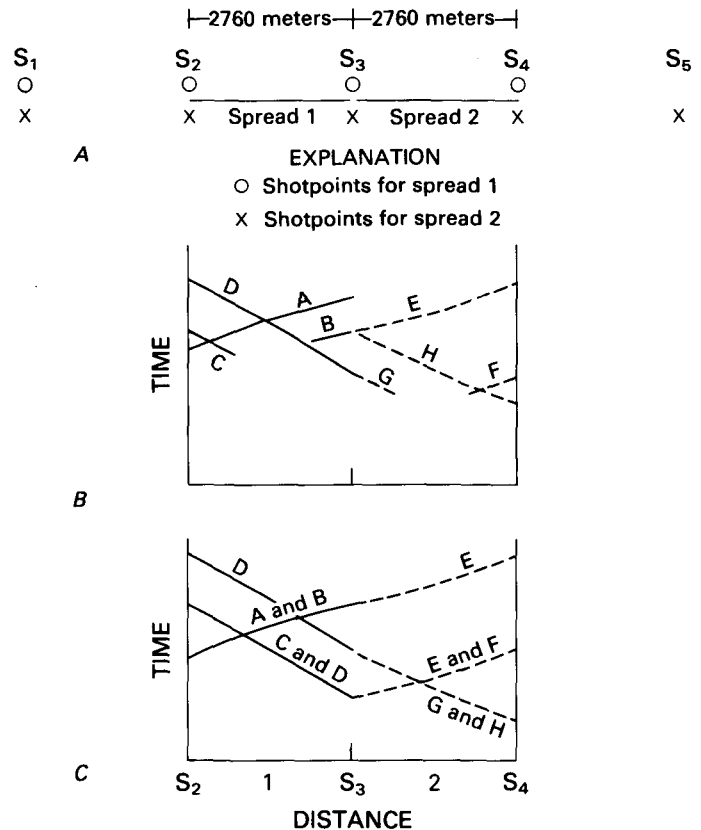 2760 meters 2760 meters
S1 S2 S3 S4 S5
Spread 1 Spread 2
A
EXPLANATION
O Shotpoints for spread 1
X Shotpoints for spread 2
D A E
B
C H
G F
TIME
B
D E
A and B
C and D E and F
G and H
TIME
C
S2 1 S3 2 S4
DISTANCE